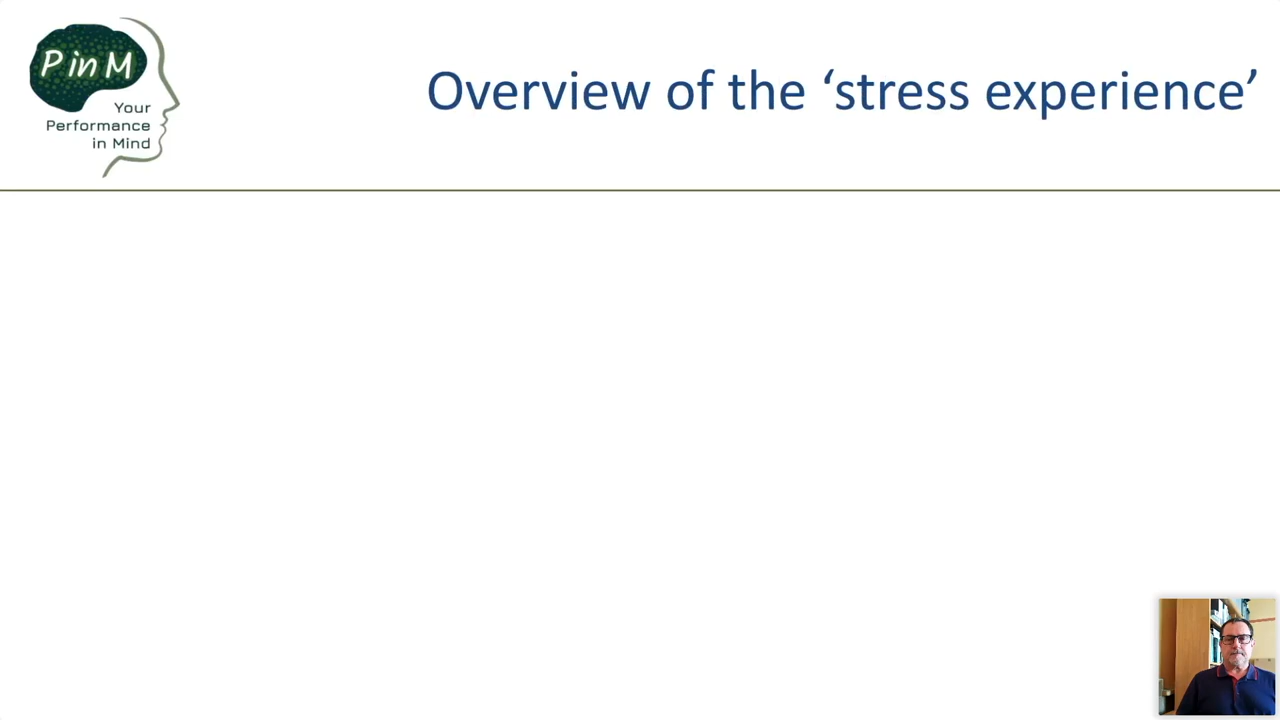 P in M
Your
Performance
in Mind
Overview of the ‘stress experience’